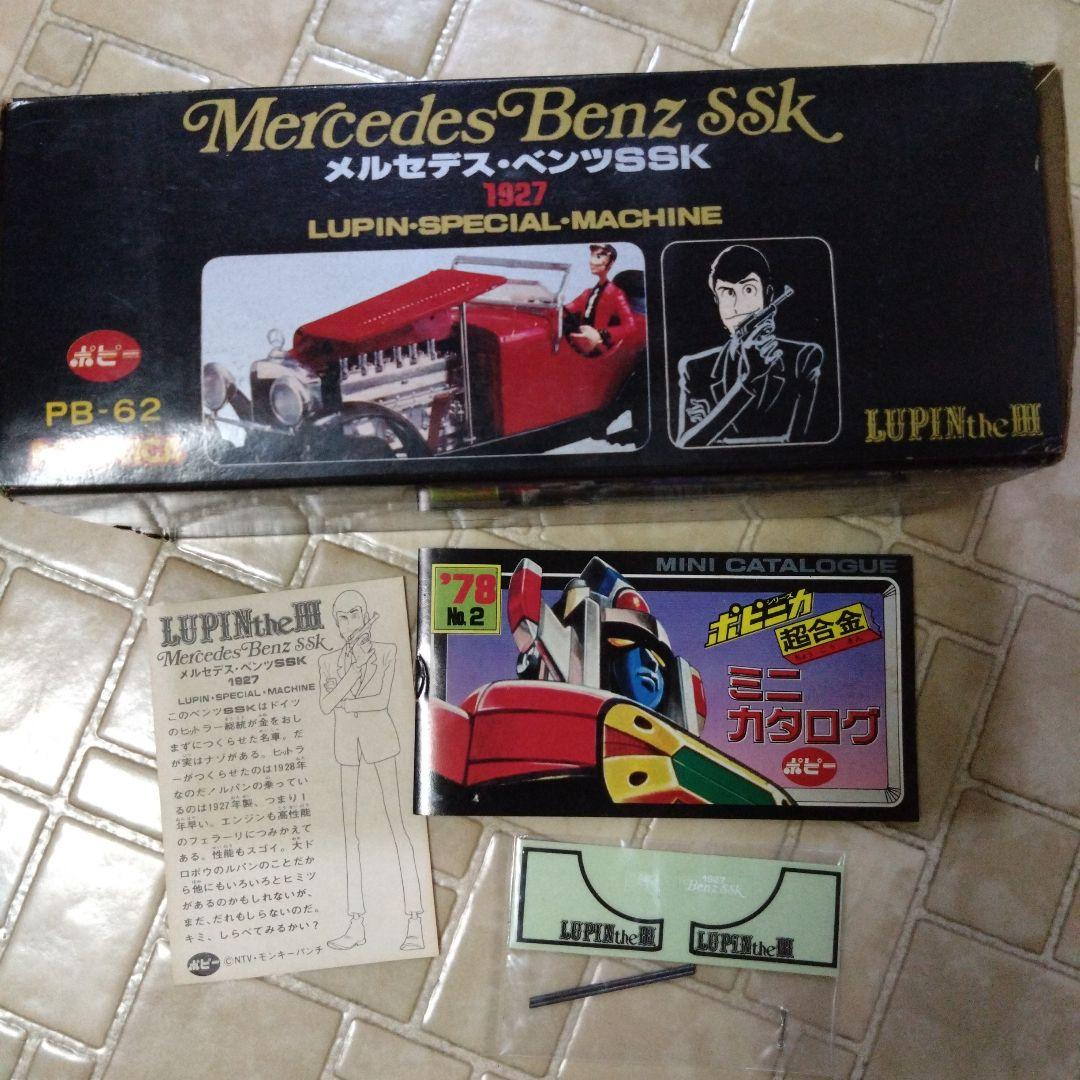 Mercedes Benz SSk
メルセデス・ベンツSSK
1927
LUPIN・SPECIAL・MACHINE
ポピー
PB-62
LUPIN the III
LUPIN the III
Mercedes Benz SSk
メルセデス・ベンツSSK
1927
LUPIN・SPECIAL・MACHINE
このベンツSSKはドイツ
のヒットラー総統が金をおし
まずにつくらせた名車。だ
が実はナゾがある。ヒットラ
ーがつくらせたのは1928年
なのだ!ルパンの乗ってい
るのは1927年製、つまり1
年早い。エンジンも高性能
のフェラーリにつみかえて
ある。性能もスゴイ。大ド
ロボウのルパンのことだか
ら他にもいろいろとヒミツ
があるのかもしれないが、
まだ、だれもしらないのだ。
キミ、しらべてみるかい?
ポピー ©NTV・モンキーパンチ
MINI CATALOGUE
'78
No.2
ポピニカ
シリーズ
超合金
ちょうごうきん
ミニ
カタログ
ポピー
1927
Benz SSk
LUPIN the III
LUPIN the III